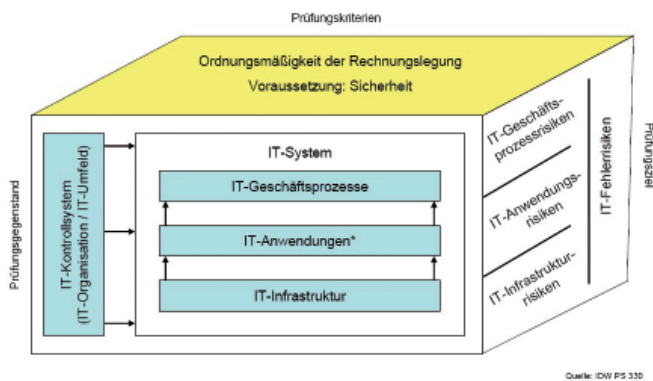 Prüfungskriterien
Ordnungsmäßigkeit der Rechnungslegung
Voraussetzung: Sicherheit
Prüfungsgegenstand
IT-Kontrollsystem
(IT-Organisation / IT-Umfeld)
IT-System
IT-Geschäftsprozesse
IT-Anwendungen*
IT-Infrastruktur
IT-Geschäfts-
prozessrisiken
IT-Anwendungs-
risiken
IT-Infrastruktur-
risiken
IT-Fehlerrisiken
Prüfungsziel
Quelle: IDW PS 330